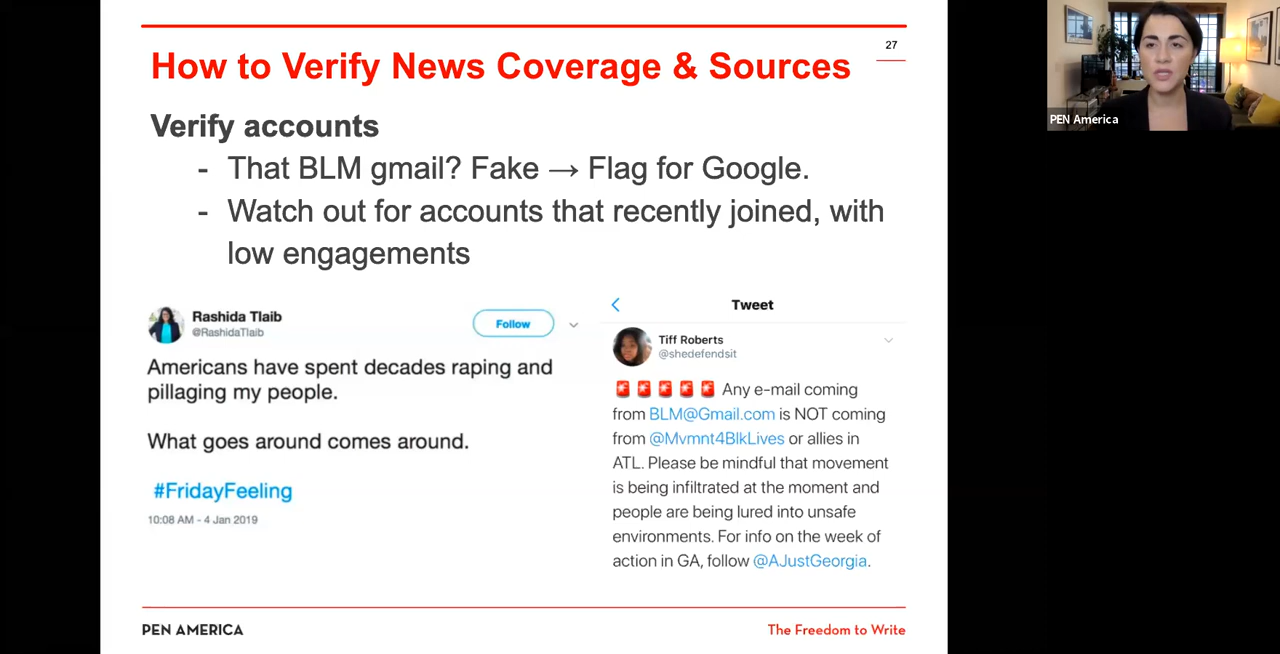 27
How to Verify News Coverage & Sources
Verify accounts
- That BLM gmail? Fake → Flag for Google.
- Watch out for accounts that recently joined, with
low engagements
Rashida Tlaib
@RashidaTlaib
Follow
Americans have spent decades raping and
pillaging my people.
What goes around comes around.
#FridayFeeling
10:08 AM - 4 Jan 2019
Tweet
Tiff Roberts
@shedefendsit
🚨🚨🚨🚨🚨 Any e-mail coming
from BLM@Gmail.com is NOT coming
from @Mvmnt4BlkLives or allies in
ATL. Please be mindful that movement
is being infiltrated at the moment and
people are being lured into unsafe
environments. For info on the week of
action in GA, follow @AJustGeorgia.
PEN AMERICA
The Freedom to Write
PEN America